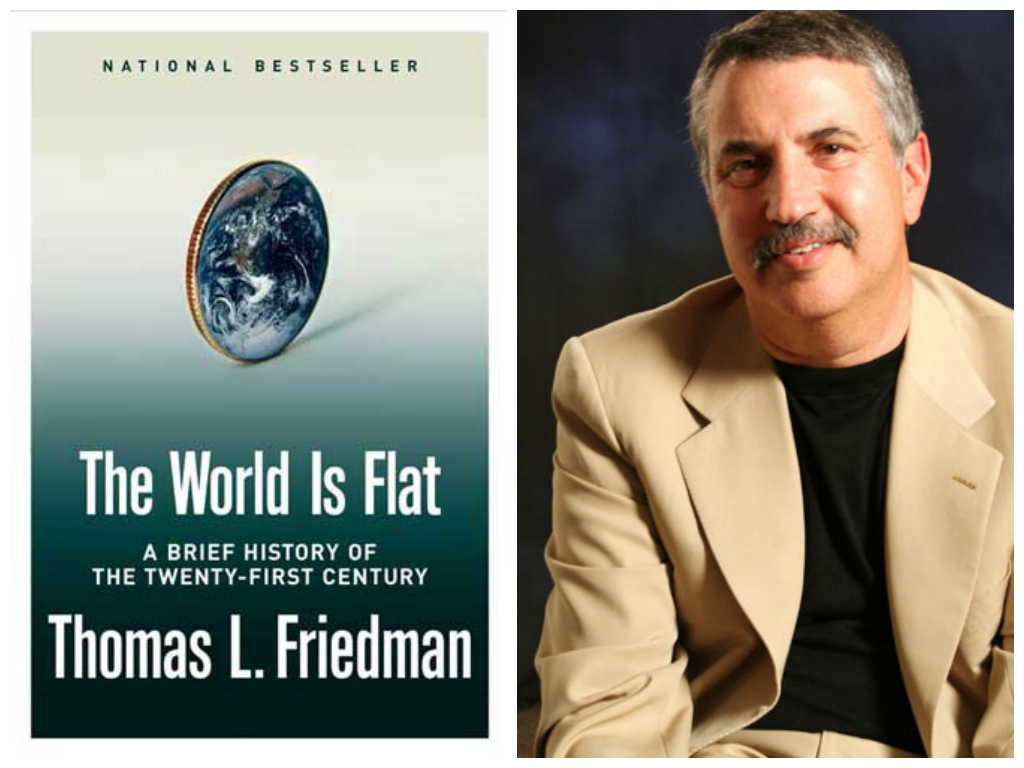 NATIONAL BESTSELLER
The World Is Flat
A BRIEF HISTORY OF
THE TWENTY-FIRST CENTURY
Thomas L. Friedman